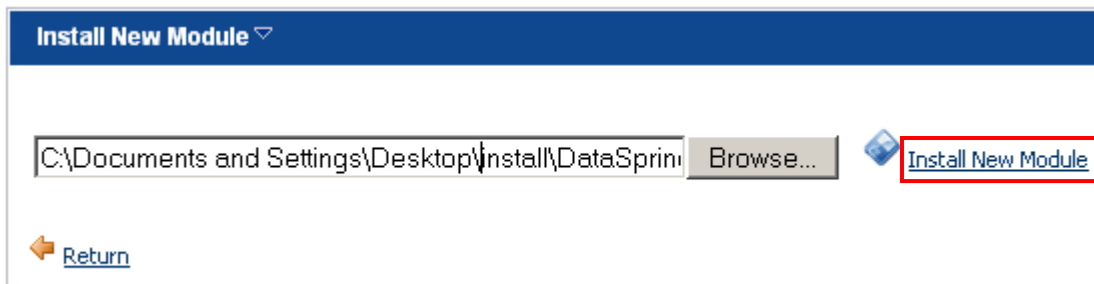 Install New Module
C:\Documents and Settings\Desktop\install\DataSprin Browse... Install New Module
Return